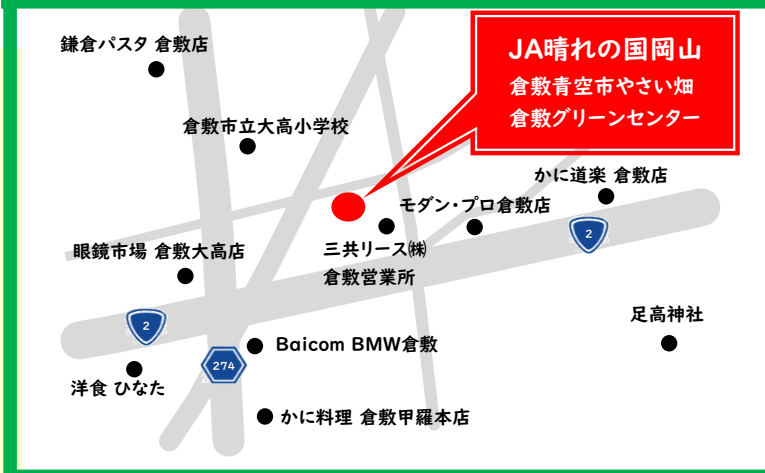 鎌倉パスタ 倉敷店
JA晴れの国岡山
倉敷青空市やさい畑
倉敷グリーンセンター
倉敷市立大高小学校
かに道楽 倉敷店
モダン・プロ倉敷店
三共リース㈱
倉敷営業所
2
眼鏡市場 倉敷大高店
足高神社
2
Baicom BMW倉敷
274
洋食 ひなた
かに料理 倉敷甲羅本店